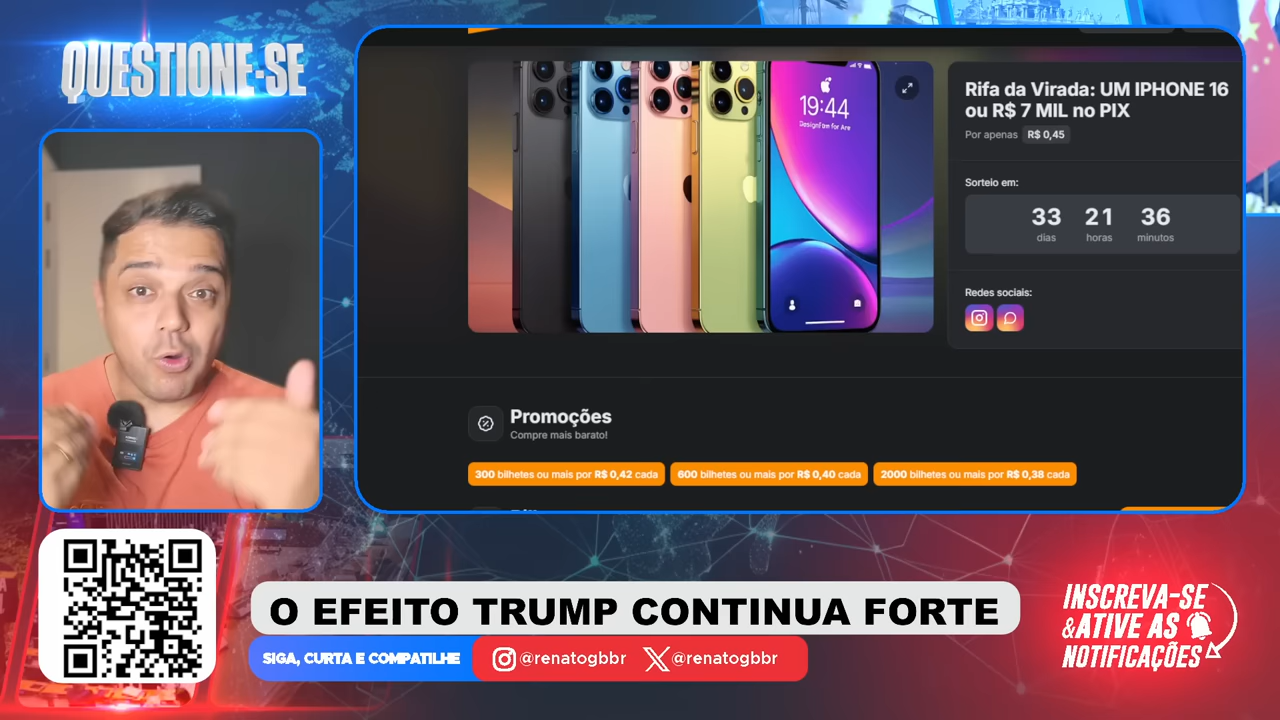 QUESTIONE-SE
19:44
Rifa da Virada: UM IPHONE 16
ou R$ 7 MIL no PIX
Por apenas R$ 0,45
Sorteio em:
33 21 36
dias horas minutos
Redes sociais:
Promoções
Compre mais barato!
300 bilhetes ou mais por R$ 0,42 cada
600 bilhetes ou mais por R$ 0,40 cada
2000 bilhetes ou mais por R$ 0,38 cada
O EFEITO TRUMP CONTINUA FORTE
SIGA, CURTA E COMPATILHE
@renatogbbr
@renatogbbr
INSCREVA-SE
&ATIVE AS
NOTIFICAÇÕES